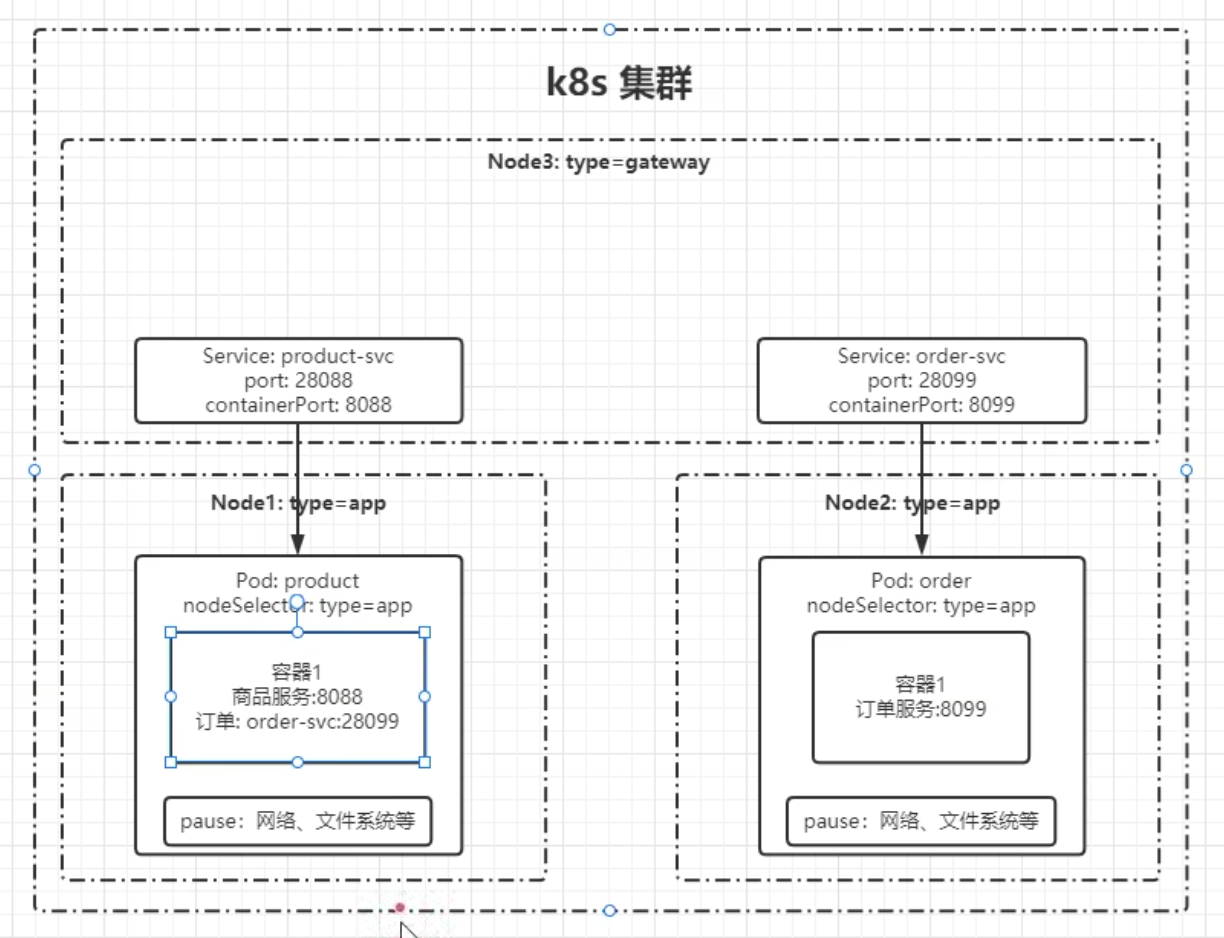 k8s 集群
Node3: type=gateway
Service: product-svc
port: 28088
containerPort: 8088
Service: order-svc
port: 28099
containerPort: 8099
Node1: type=app
Pod: product
nodeSelector: type=app
容器1
商品服务:8088
订单: order-svc:28099
pause：网络、文件系统等
Node2: type=app
Pod: order
nodeSelector: type=app
容器1
订单服务:8099
pause：网络、文件系统等